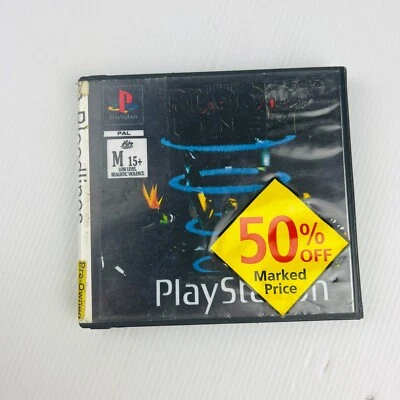 PlayStation
PAL
M 15+
LOW LEVEL
REALISTIC VIOLENCE
Bloodlines
Pre-Owned
50%
OFF
Marked
Price
PlayStation